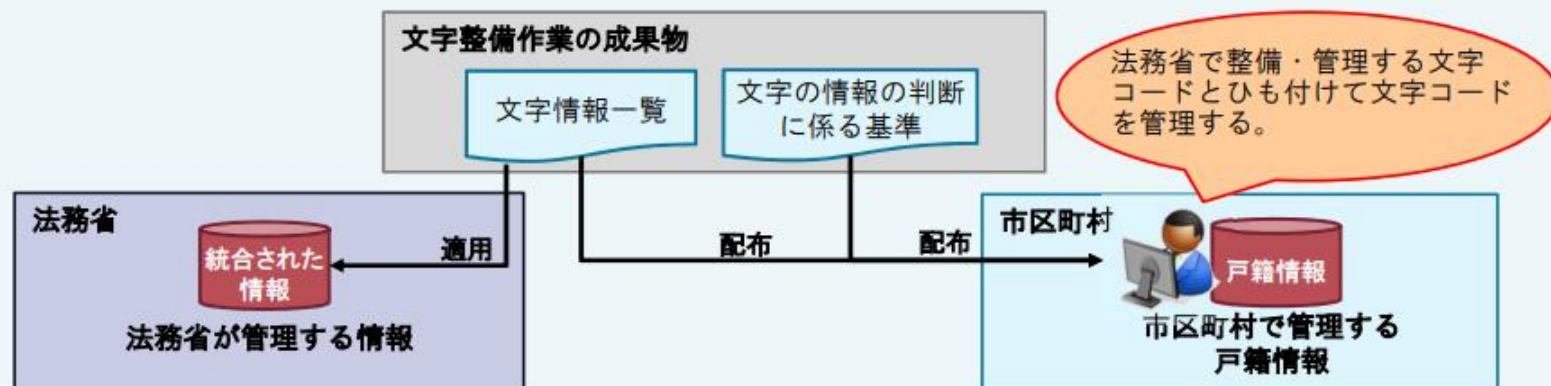 文字整備作業の成果物
文字情報一覧
文字の情報の判断
に係る基準
法務省で整備・管理する文字
コードとひも付けて文字コード
を管理する。
法務省
統合された
情報
適用
法務省が管理する情報
配布
配布
市区町村
戸籍情報
市区町村で管理する
戸籍情報